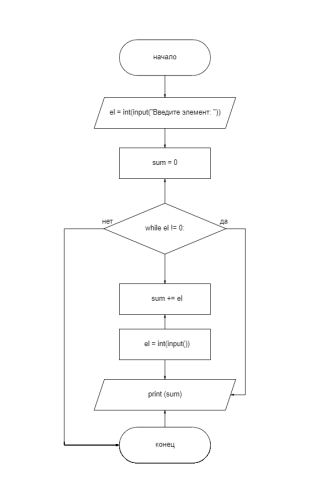 начало
el = int(input("Введите элемент: "))
sum = 0
нет
да
while el != 0:
sum += el
el = int(input())
print (sum)
конец